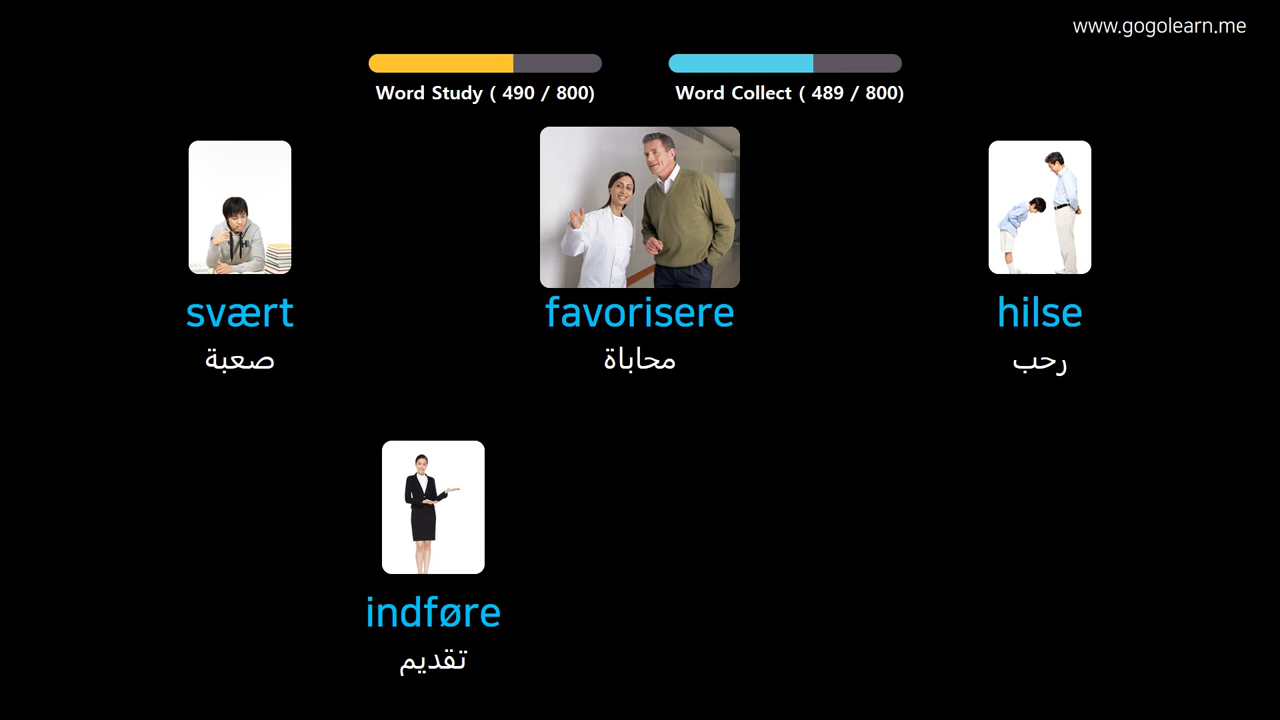 www.gogolearn.me
Word Study ( 490 / 800)
Word Collect ( 489 / 800)
svært
صعبة
favorisere
محاباة
hilse
رحب
indføre
تقديم